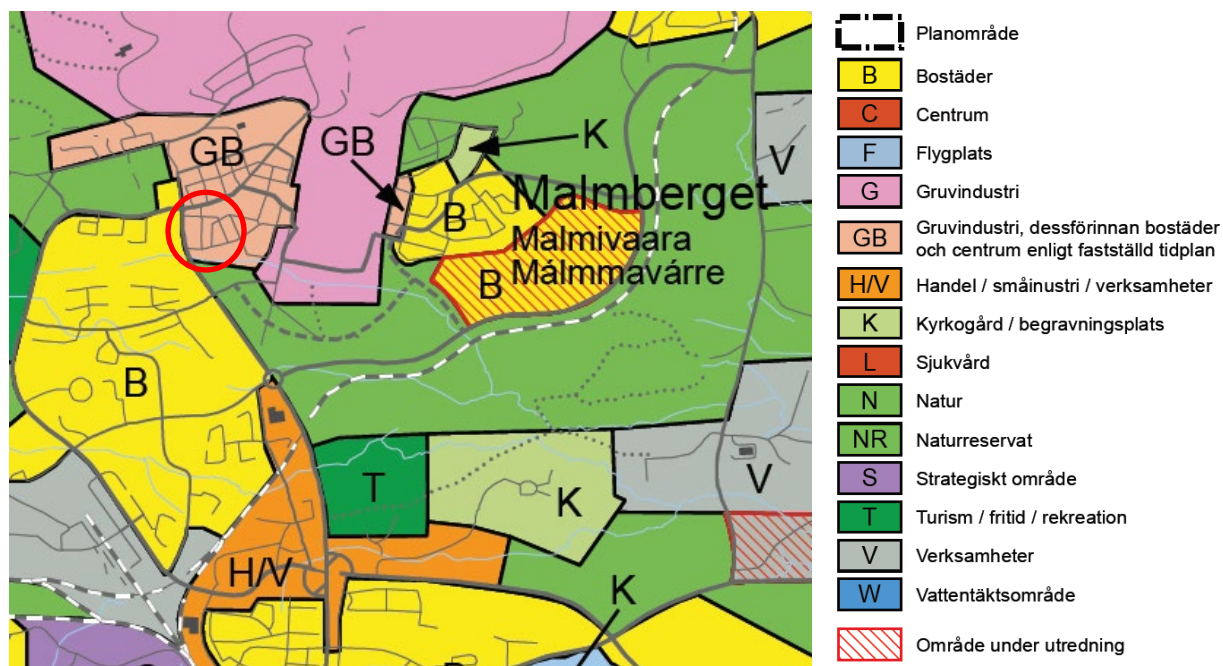 GB
GB
K
V
B
Malmberget
Malmivaara
Málmmavárre
B
B
T
K
V
H/V
K
Planområde
B Bostäder
C Centrum
F Flygplats
G Gruvindustri
GB Gruvindustri, dessförinnan bostäder
och centrum enligt fastställd tidplan
H/V Handel / småinustri / verksamheter
K Kyrkogård / begravningsplats
L Sjukvård
N Natur
NR Naturreservat
S Strategiskt område
T Turism / fritid / rekreation
V Verksamheter
W Vattentäktsområde
Område under utredning